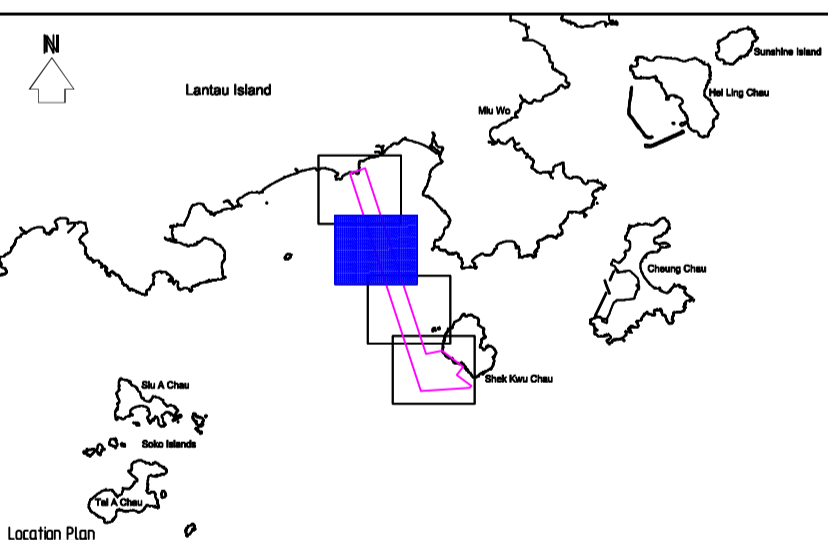 N
Sunshine Island
Lantau Island
Hei Ling Chau
Mui Wo
Cheung Chau
Shek Kwu Chau
Siu A Chau
Soko Islands
Tai A Chau
Location Plan